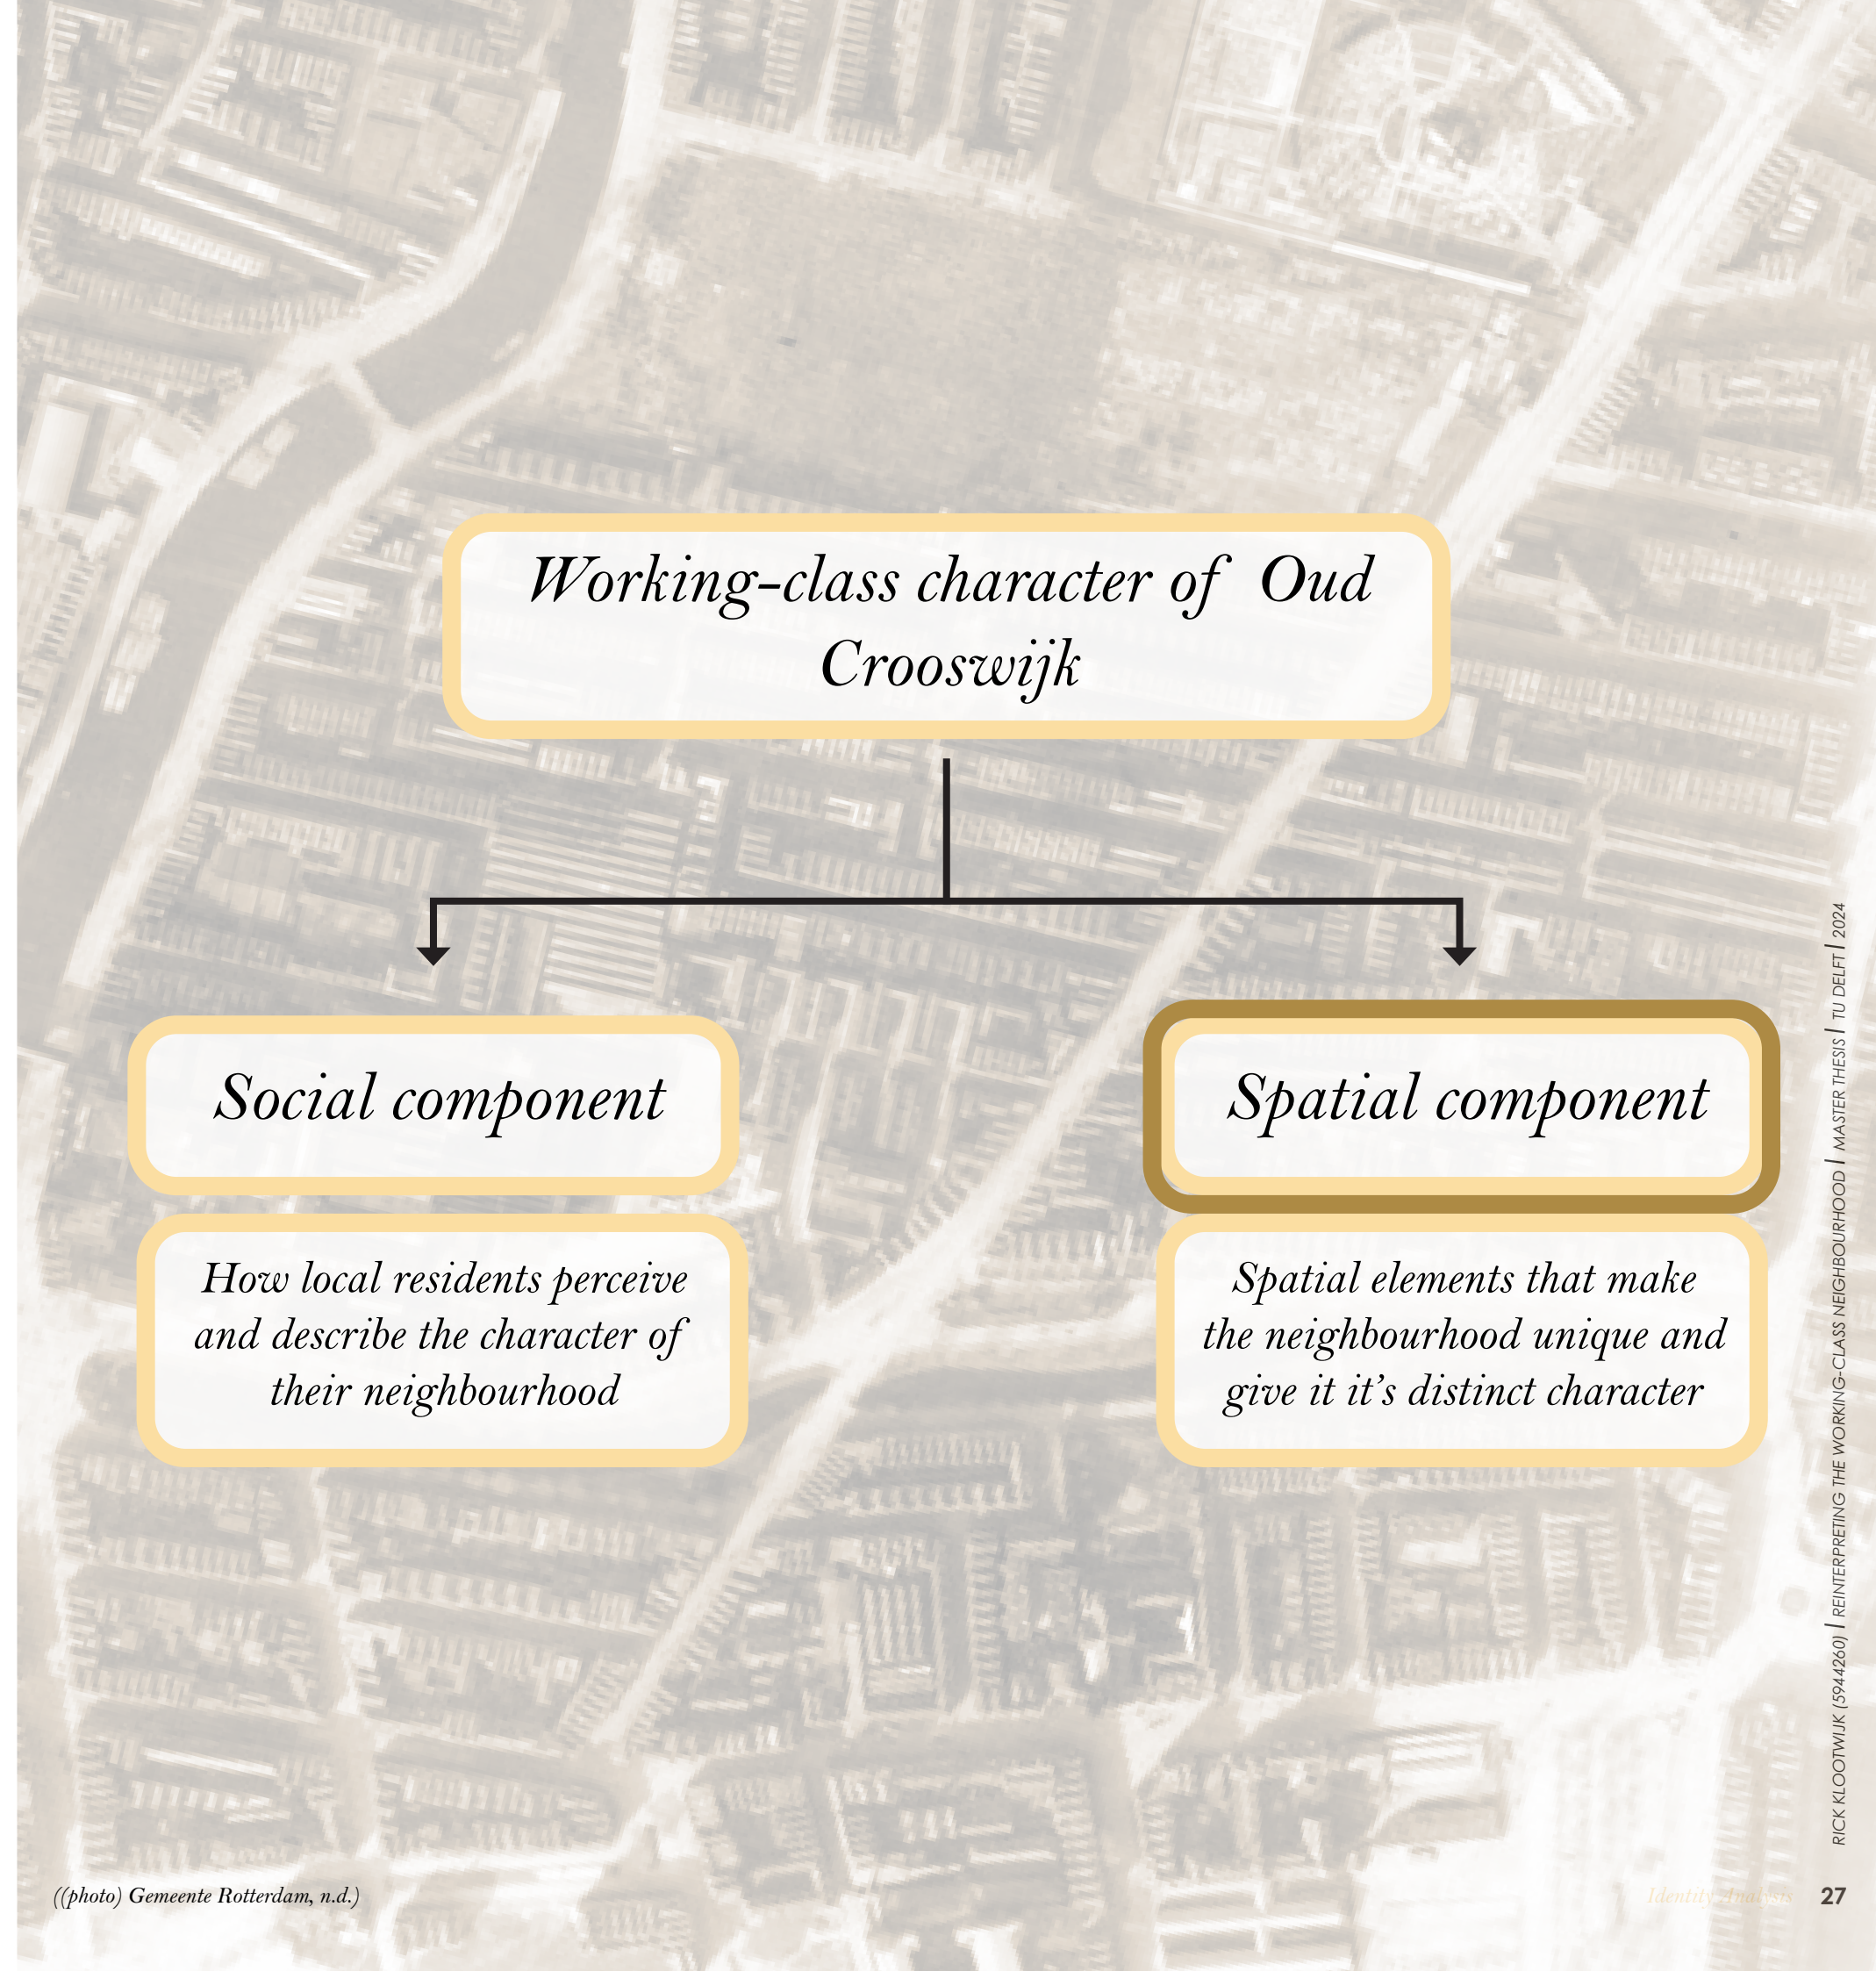 Working-class character of Oud
Crooswijk
Social component
How local residents perceive
and describe the character of
their neighbourhood
Spatial component
Spatial elements that make
the neighbourhood unique and
give it it's distinct character
RICK KLOOTWIJK (5944260) | REINTERPRETING THE WORKING-CLASS NEIGHBOURHOOD | MASTER THESIS | TU DELFT | 2024
((photo) Gemeente Rotterdam, n.d.)
Identity Analysis
27